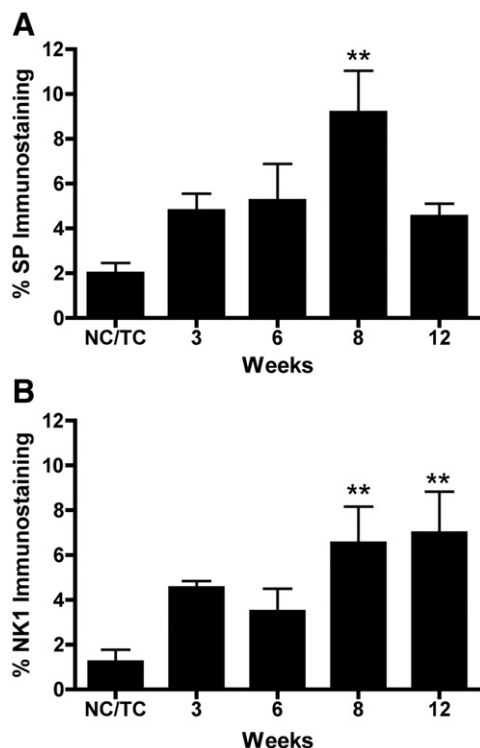 A
% SP Immunostaining
12
10
8
6
4
2
0
**
NC/TC 3 6 8 12
Weeks
B
% NK1 Immunostaining
12
10
8
6
4
2
0
** **
NC/TC 3 6 8 12
Weeks